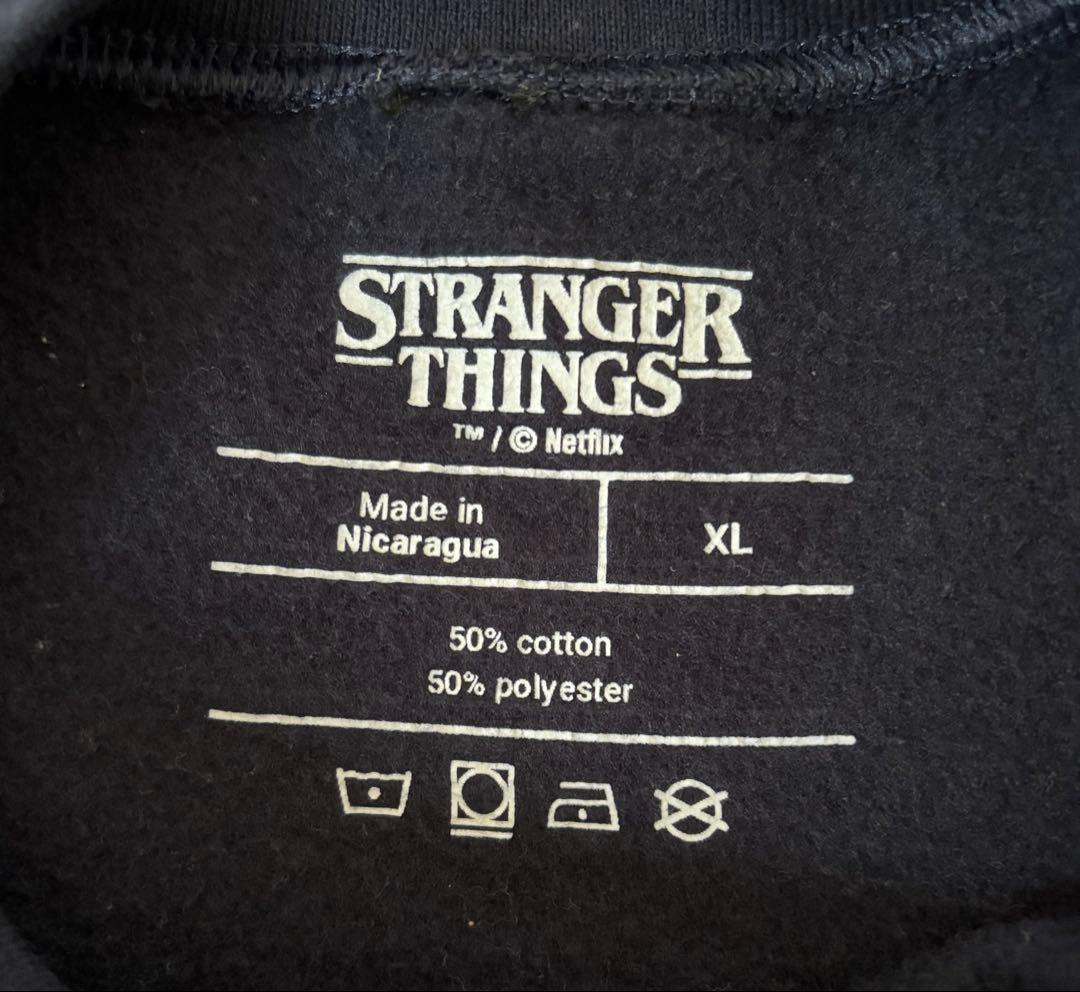 STRANGER
THINGS
™ / © Netflix
Made in
Nicaragua
XL
50% cotton
50% polyester